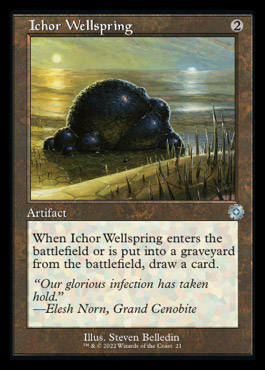 Ichor Wellspring
2
Artifact
When Ichor Wellspring enters the
battlefield or is put into a graveyard
from the battlefield, draw a card.
“Our glorious infection has taken
hold.”
—Elesh Norn, Grand Cenobite
Illus. Steven Belledin
™ & © 2022 Wizards of the Coast 21